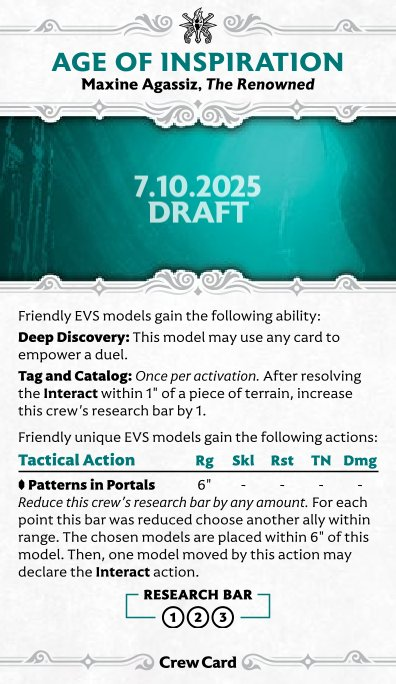 AGE OF INSPIRATION
Maxine Agassiz, The Renowned
7.10.2025
DRAFT
Friendly EVS models gain the following ability:
Deep Discovery: This model may use any card to
empower a duel.
Tag and Catalog: Once per activation. After resolving
the Interact within 1" of a piece of terrain, increase
this crew's research bar by 1.
Friendly unique EVS models gain the following actions:
Tactical Action Rg Skl Rst TN Dmg
Patterns in Portals 6" - - - -
Reduce this crew's research bar by any amount. For each
point this bar was reduced choose another ally within
range. The chosen models are placed within 6" of this
model. Then, one model moved by this action may
declare the Interact action.
RESEARCH BAR
1 2 3
Crew Card